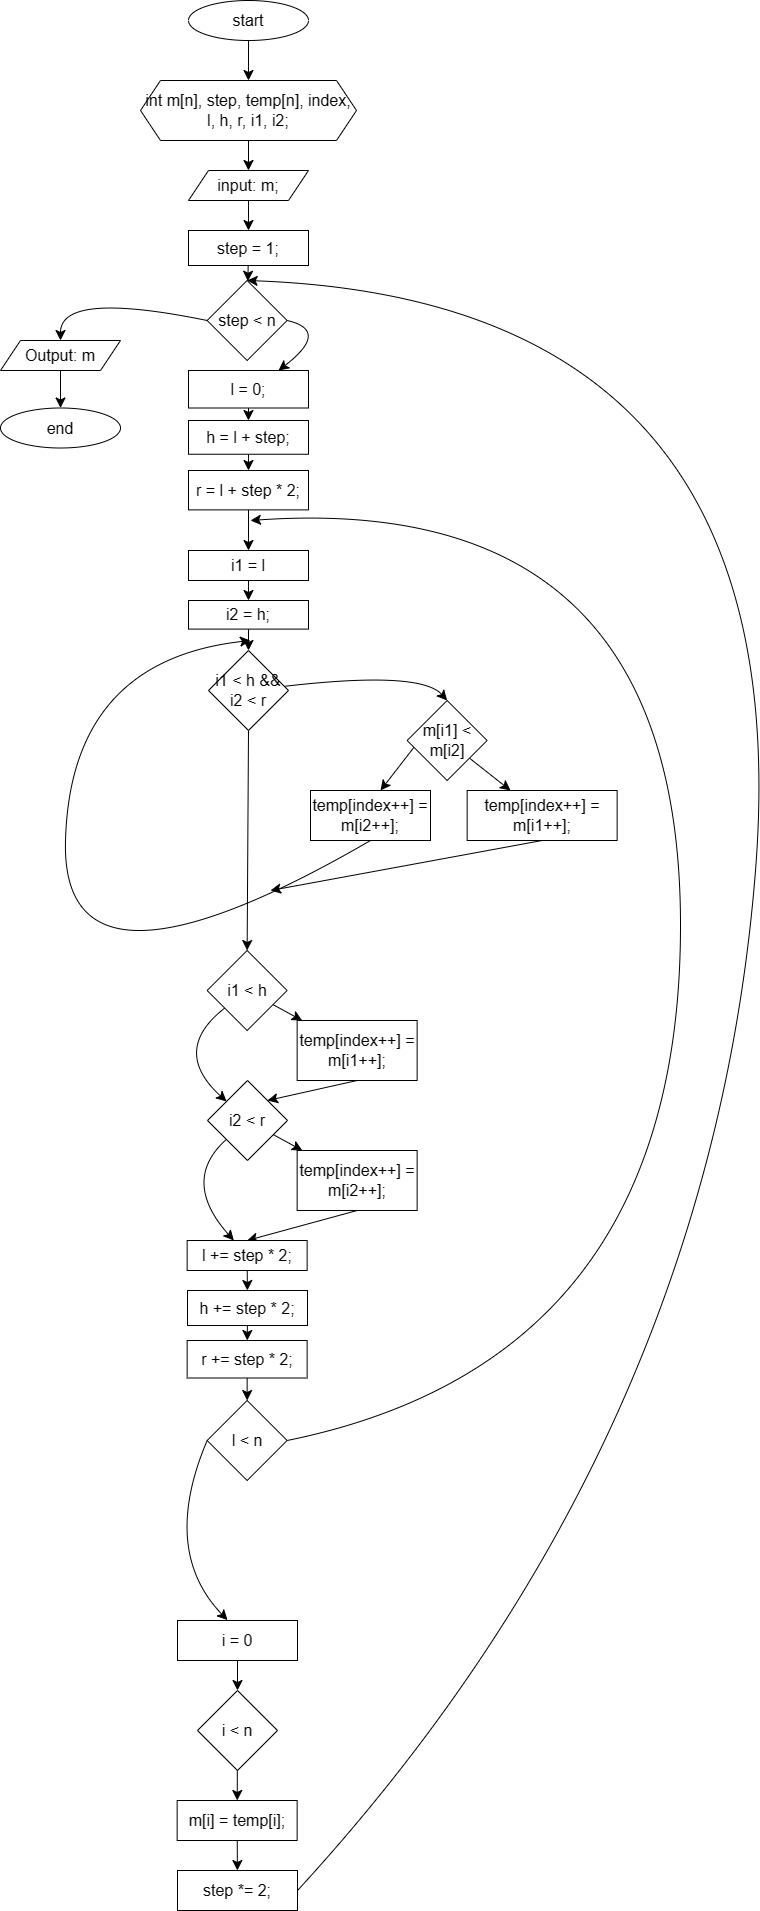 start
int m[n], step, temp[n], index,
l, h, r, i1, i2;
input: m;
step = 1;
step < n
Output: m
end
l = 0;
h = l + step;
r = l + step * 2;
i1 = l
i2 = h;
i1 < h &&
i2 < r
m[i1] <
m[i2]
temp[index++] =
m[i2++];
temp[index++] =
m[i1++];
i1 < h
temp[index++] =
m[i1++];
i2 < r
temp[index++] =
m[i2++];
l += step * 2;
h += step * 2;
r += step * 2;
l < n
i = 0
i < n
m[i] = temp[i];
step *= 2;